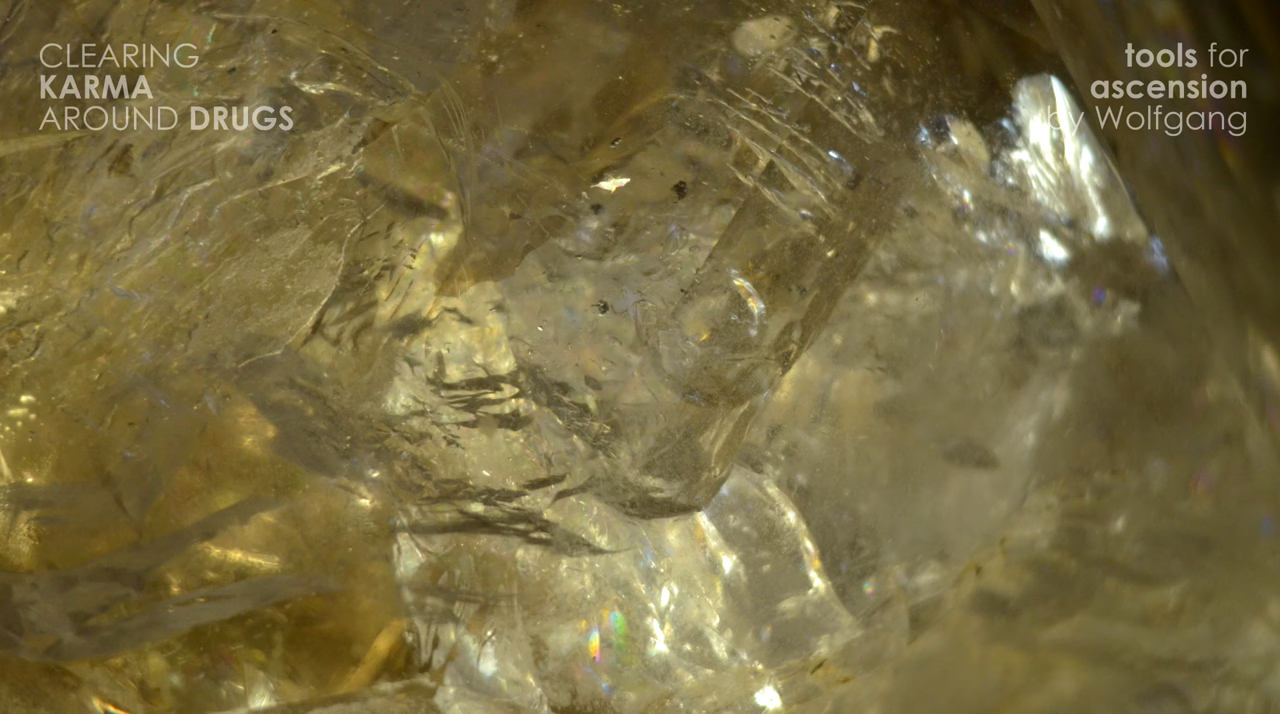 CLEARING
KARMA
AROUND DRUGS
tools for
ascension
by Wolfgang